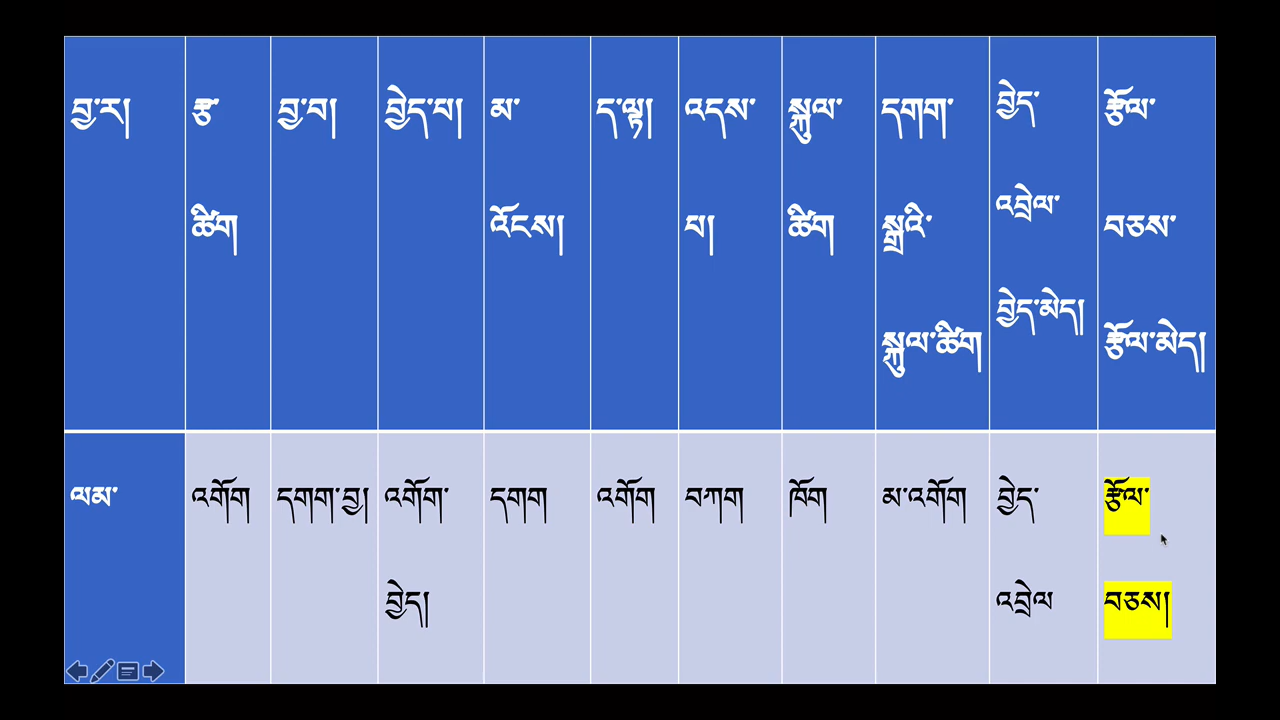 བྱ་ར།
རྩ་
ཚིག
བྱ་བ།
བྱེད་པ།
མ་
འོངས།
ད་ལྟ།
འདས་
པ།
སྐུལ་
ཚིག
དགག་
སྒྲའི་
སྐུལ་ཚིག
བྱེད་
འབྲེལ་
བྱེད་མེད།
རྩོལ་
བཅས་
རྩོལ་མེད།
ལམ་
འགོག
དགག་བྱ།
འགོག་
བྱེད།
དགག
འགོག
བཀག
ཁོག
མ་འགོག
བྱེད་
འབྲེལ
རྩོལ་
བཅས།